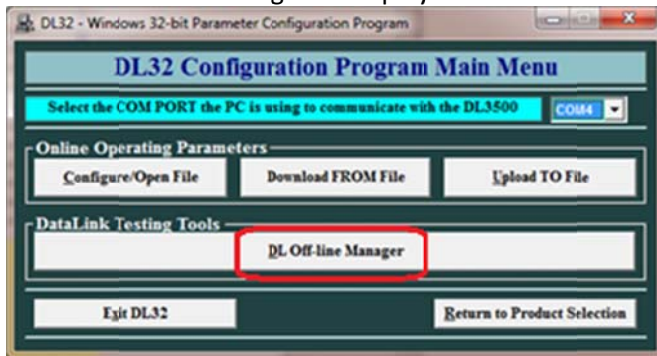 DL32 - Windows 32-bit Parameter Configuration Program
DL32 Configuration Program Main Menu
Select the COM PORT the PC is using to communicate with the DL3500 COM4
Online Operating Parameters
Configure/Open File Download FROM File Upload TO File
DataLink Testing Tools
DL Off-line Manager
Exit DL32 Return to Product Selection